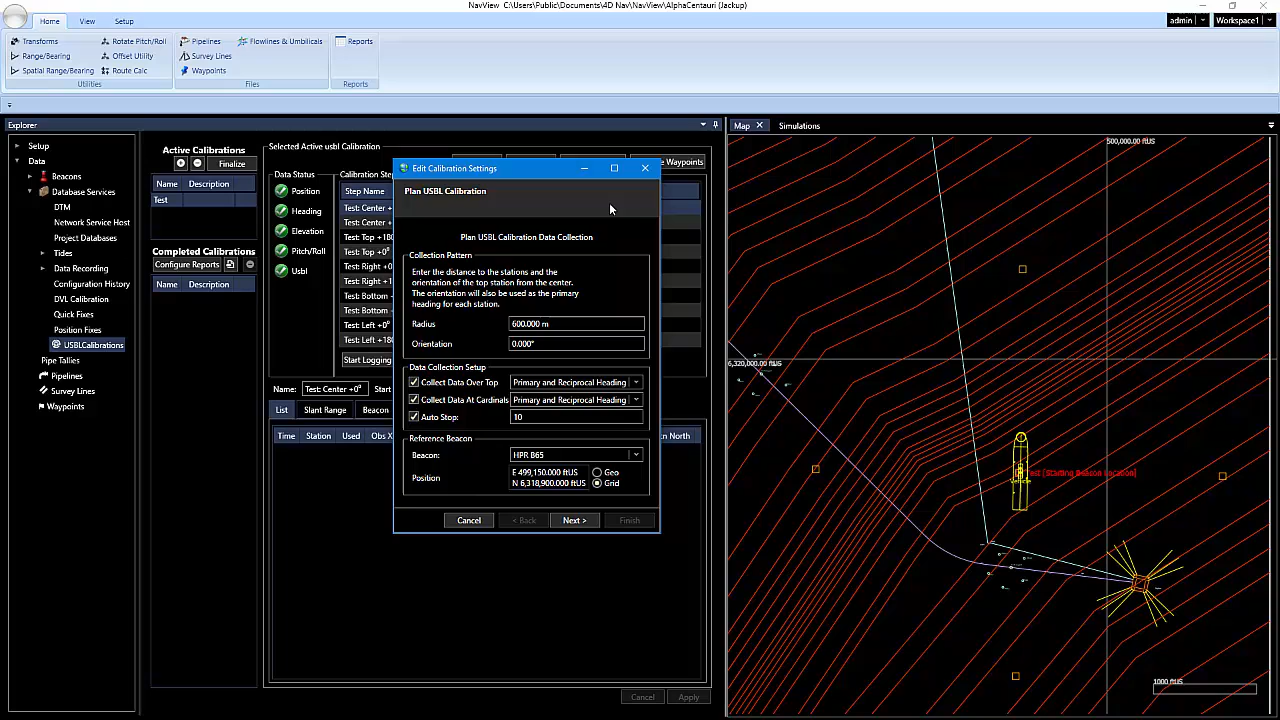 NavView C:\Users\Public\Documents\4D Nav\NavView\AlphaCentauri (Jackup)
Home View Setup
admin Workspace1
Transforms Rotate Pitch/Roll Pipelines Flowlines & Umbilicals Reports
Range/Bearing Offset Utility Survey Lines
Spatial Range/Bearing Route Calc Waypoints
Utilities Files Reports
Explorer
Setup
Data
Beacons
Database Services
DTM
Network Service Host
Project Databases
Tides
Data Recording
Configuration History
DVL Calibration
Quick Fixes
Position Fixes
USBLCalibrations
Pipe Tallies
Pipelines
Survey Lines
Waypoints
Active Calibrations
Finalize
Name Description
Test
Completed Calibrations
Configure Reports
Name Description
Selected Active usbl Calibration
Waypoints
Data Status
Position
Heading
Elevation
Pitch/Roll
Usbl
Calibration
Step Name
Test: Center +
Test: Center +
Test: Top +180
Test: Top +0°
Test: Right +0
Test: Right +1
Test: Bottom
Test: Bottom
Test: Left +0°
Test: Left +180
Start Logging
Name: Test: Center +0° Start
List Slant Range Beacon
Time Station Used Obs X North
Cancel Apply
Edit Calibration Settings
Plan USBL Calibration
Plan USBL Calibration Data Collection
Collection Pattern
Enter the distance to the stations and the
orientation of the top station from the center.
The orientation will also be used as the primary
heading for each station.
Radius 600.000 m
Orientation 0.000°
Data Collection Setup
Collect Data Over Top Primary and Reciprocal Heading
Collect Data At Cardinals Primary and Reciprocal Heading
Auto Stop: 10
Reference Beacon
Beacon: HPR B65
Position E 499,150.000 ftUS Geo
N 6,318,900.000 ftUS Grid
Cancel < Back Next > Finish
Map Simulations
500,000.00 ftUS
6,320,000.00 ftUS
[Starting Beacon Location]
1000 ftUS